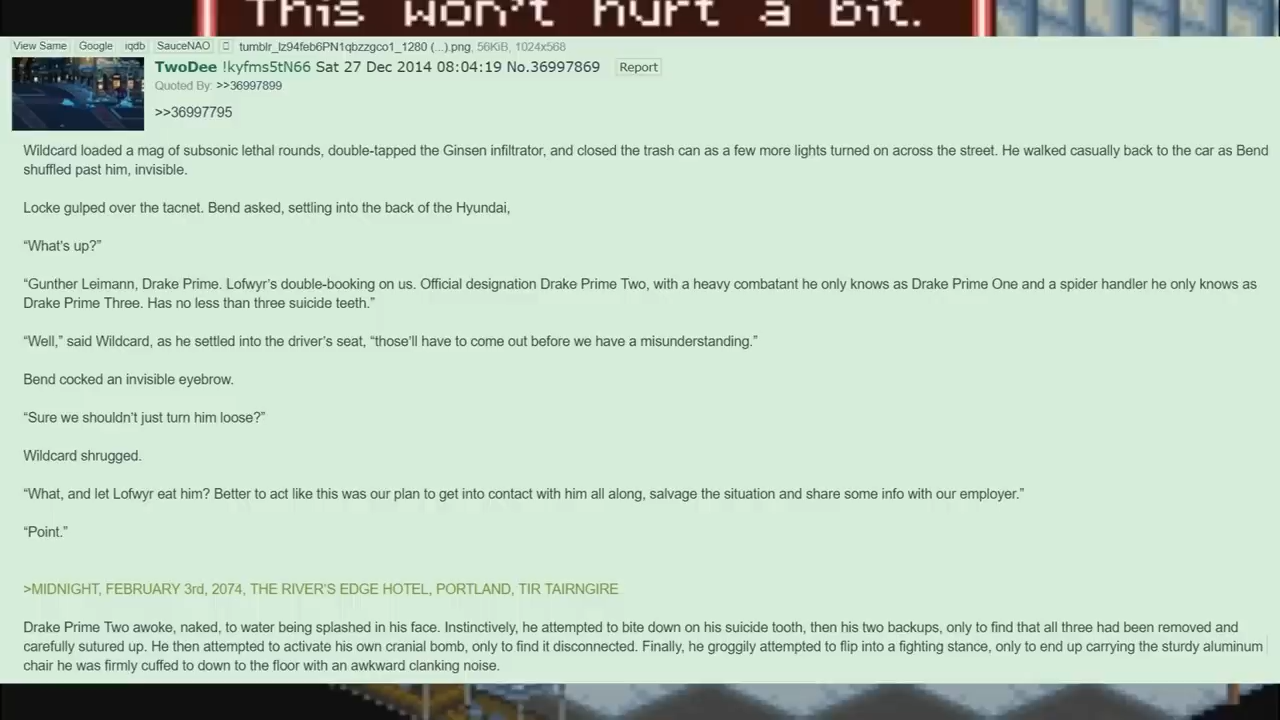 This won't hurt a bit.
View Same Google iqdb SauceNAO tumblr_lz94feb6PN1qbzzgco1_1280 (...).png, 56KiB, 1024x568
TwoDee !kyfms5tN66 Sat 27 Dec 2014 08:04:19 No.36997869 Report
Quoted By: >>36997899
>>36997795
Wildcard loaded a mag of subsonic lethal rounds, double-tapped the Ginsen infiltrator, and closed the trash can as a few more lights turned on across the street. He walked casually back to the car as Bend
shuffled past him, invisible.
Locke gulped over the tacnet. Bend asked, settling into the back of the Hyundai,
“What’s up?”
“Gunther Leimann, Drake Prime. Lofwyr’s double-booking on us. Official designation Drake Prime Two, with a heavy combatant he only knows as Drake Prime One and a spider handler he only knows as
Drake Prime Three. Has no less than three suicide teeth.”
“Well,” said Wildcard, as he settled into the driver’s seat, “those’ll have to come out before we have a misunderstanding.”
Bend cocked an invisible eyebrow.
“Sure we shouldn’t just turn him loose?”
Wildcard shrugged.
“What, and let Lofwyr eat him? Better to act like this was our plan to get into contact with him all along, salvage the situation and share some info with our employer.”
“Point.”
>MIDNIGHT, FEBRUARY 3rd, 2074, THE RIVER’S EDGE HOTEL, PORTLAND, TIR TAIRNGIRE
Drake Prime Two awoke, naked, to water being splashed in his face. Instinctively, he attempted to bite down on his suicide tooth, then his two backups, only to find that all three had been removed and
carefully sutured up. He then attempted to activate his own cranial bomb, only to find it disconnected. Finally, he groggily attempted to flip into a fighting stance, only to end up carrying the sturdy aluminum
chair he was firmly cuffed to down to the floor with an awkward clanking noise.